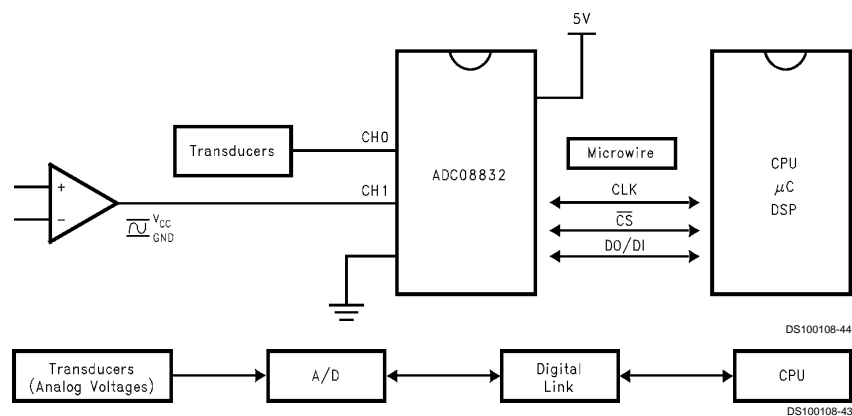 5V
CH0
Transducers
ADC08832
Microwire
CPU
μC
DSP
CH1
CLK
+
−
VCC
GND
C̅S̅
DO/DI
DS100108-44
Transducers
(Analog Voltages)
A/D
Digital
Link
CPU
DS100108-43